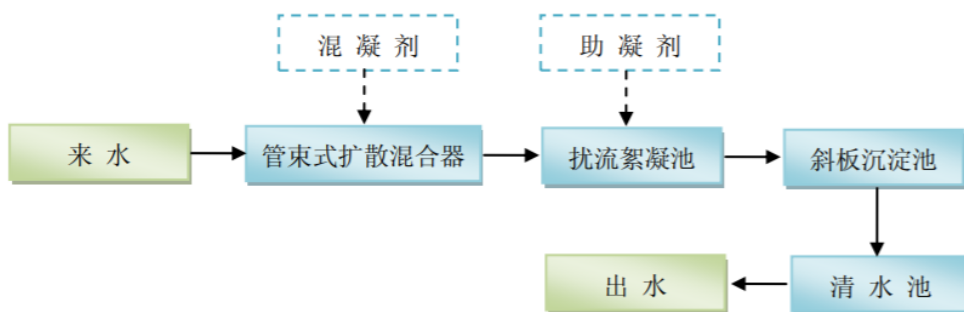 混 凝 剂
助 凝 剂
来 水
管束式扩散混合器
扰流絮凝池
斜板沉淀池
出 水
清 水 池